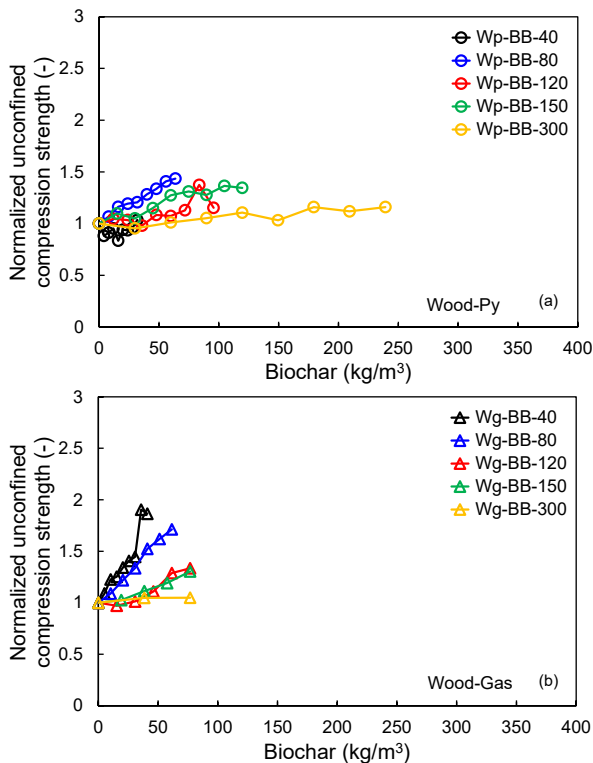 3
2.5
2
1.5
1
0.5
0
Normalized unconfined
compression strength (-)
Wp-BB-40
Wp-BB-80
Wp-BB-120
Wp-BB-150
Wp-BB-300
Wood-Py (a)
0 50 100 150 200 250 300 350 400
Biochar (kg/m³)
3
2.5
2
1.5
1
0.5
0
Normalized unconfined
compression strength (-)
Wg-BB-40
Wg-BB-80
Wg-BB-120
Wg-BB-150
Wg-BB-300
Wood-Gas (b)
0 50 100 150 200 250 300 350 400
Biochar (kg/m³)